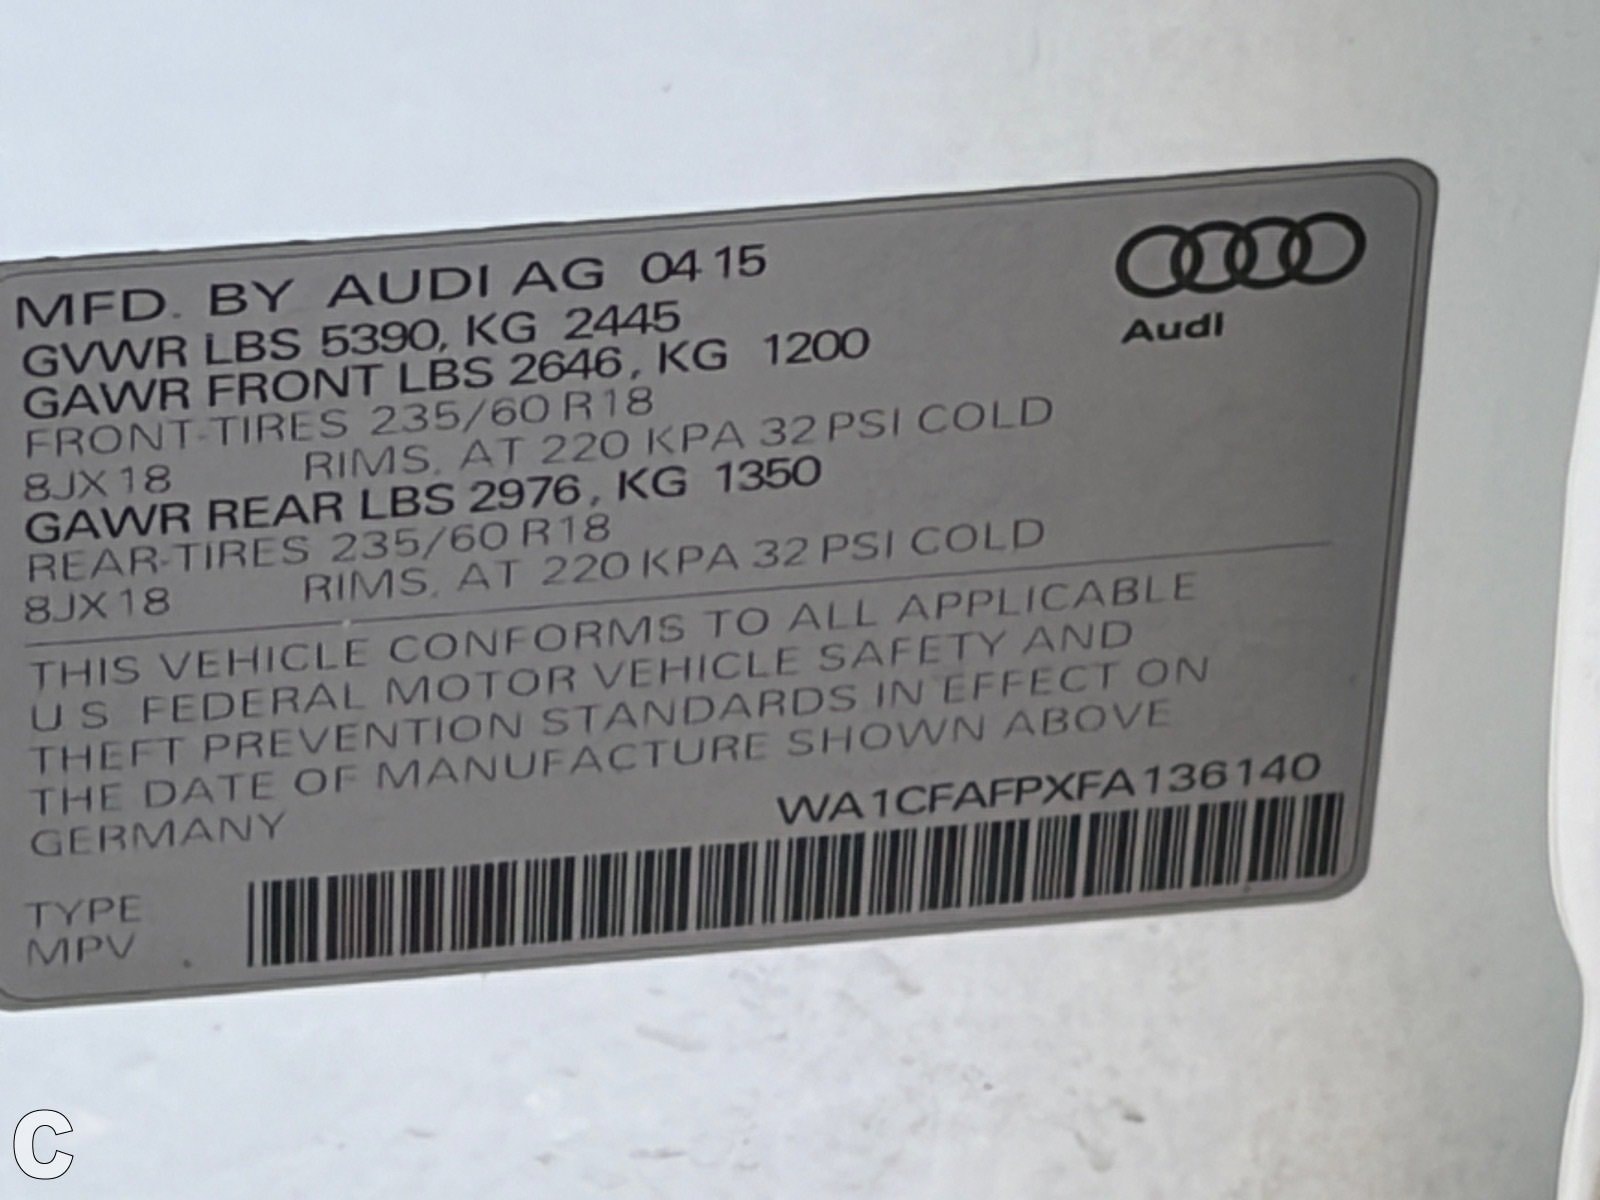 MFD. BY AUDI AG 04 15
GVWR LBS 5390, KG 2445
GAWR FRONT LBS 2646, KG 1200
FRONT-TIRES 235/60 R18
8JX18 RIMS, AT 220 KPA 32 PSI COLD
GAWR REAR LBS 2976, KG 1350
REAR-TIRES 235/60 R18
8JX18 RIMS, AT 220 KPA 32 PSI COLD
Audi
THIS VEHICLE CONFORMS TO ALL APPLICABLE
U S FEDERAL MOTOR VEHICLE SAFETY AND
THEFT PREVENTION STANDARDS IN EFFECT ON
THE DATE OF MANUFACTURE SHOWN ABOVE
GERMANY
WA1CFAFPXFA136140
TYPE
MPV
C